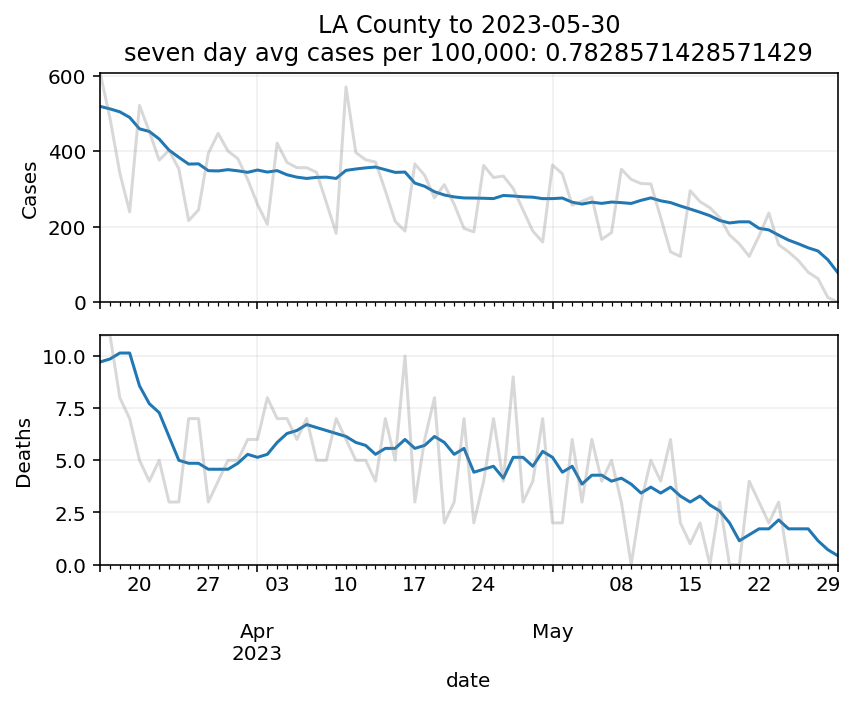 LA County to 2023-05-30
seven day avg cases per 100,000: 0.7828571428571429
600
400
200
0
Cases
10.0
7.5
5.0
2.5
0.0
Deaths
20 27 03 10 17 24 08 15 22 29
Apr May
2023
date